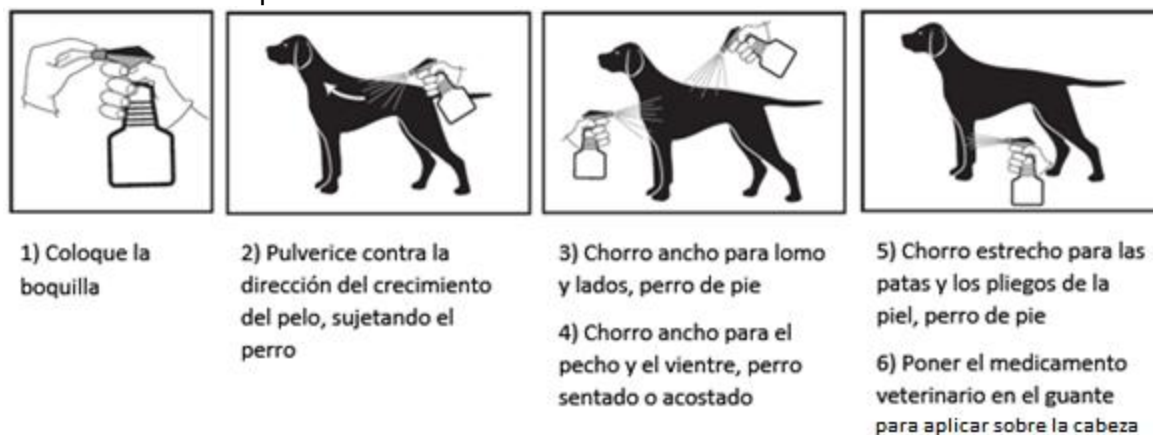 1) Coloque la
boquilla
2) Pulverice contra la
dirección del crecimiento
del pelo, sujetando el
perro
3) Chorro ancho para lomo
y lados, perro de pie
4) Chorro ancho para el
pecho y el vientre, perro
sentado o acostado
5) Chorro estrecho para las
patas y los pliegos de la
piel, perro de pie
6) Poner el medicamento
veterinario en el guante
para aplicar sobre la cabeza